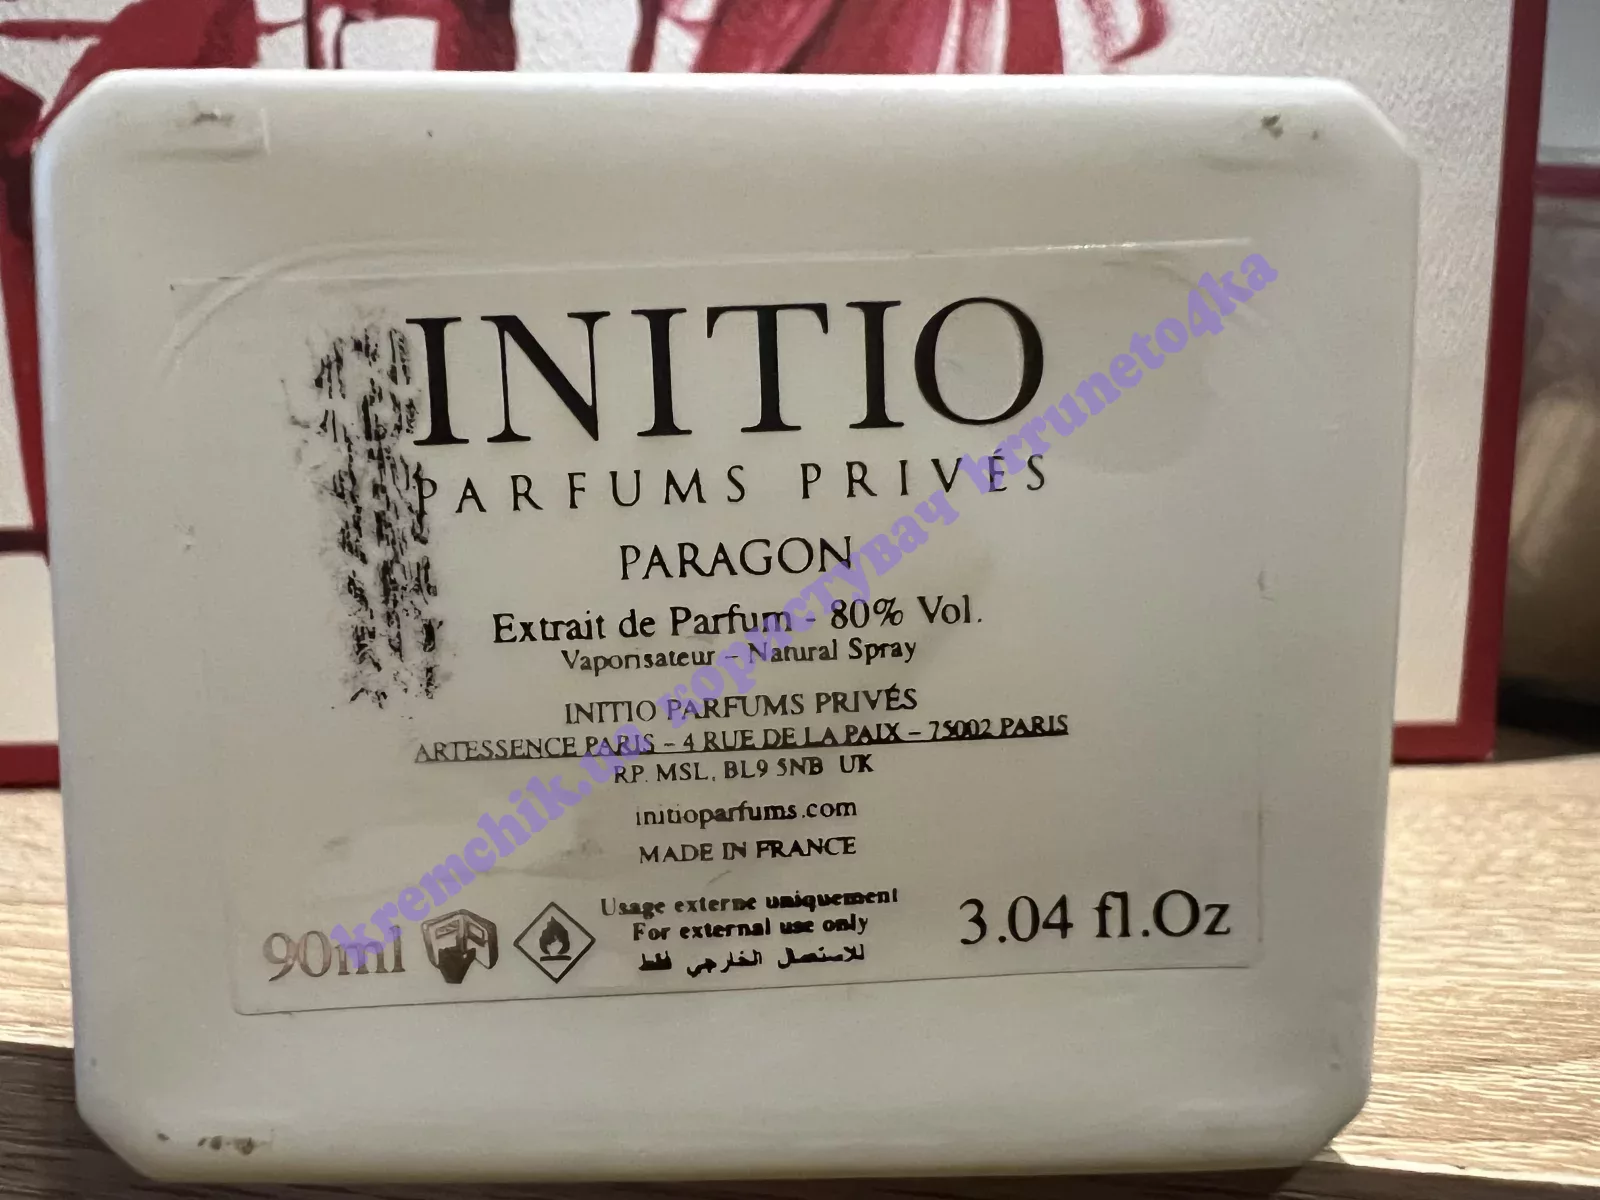 INITIO
PARFUMS PRIVÉS
PARAGON
Extrait de Parfum - 80% Vol.
Vaporisateur – Natural Spray
INITIO PARFUMS PRIVÉS
ARTESSENCE PARIS – 4 RUE DE LA PAIX – 75002 PARIS
RP. MSL, BL9 5NB UK
initioparfums.com
MADE IN FRANCE
90ml
Usage externe uniquement
For external use only
للاستعمال الخارجي فقط
3.04 fl.Oz
kremchik.ua користувач brruneto4ka